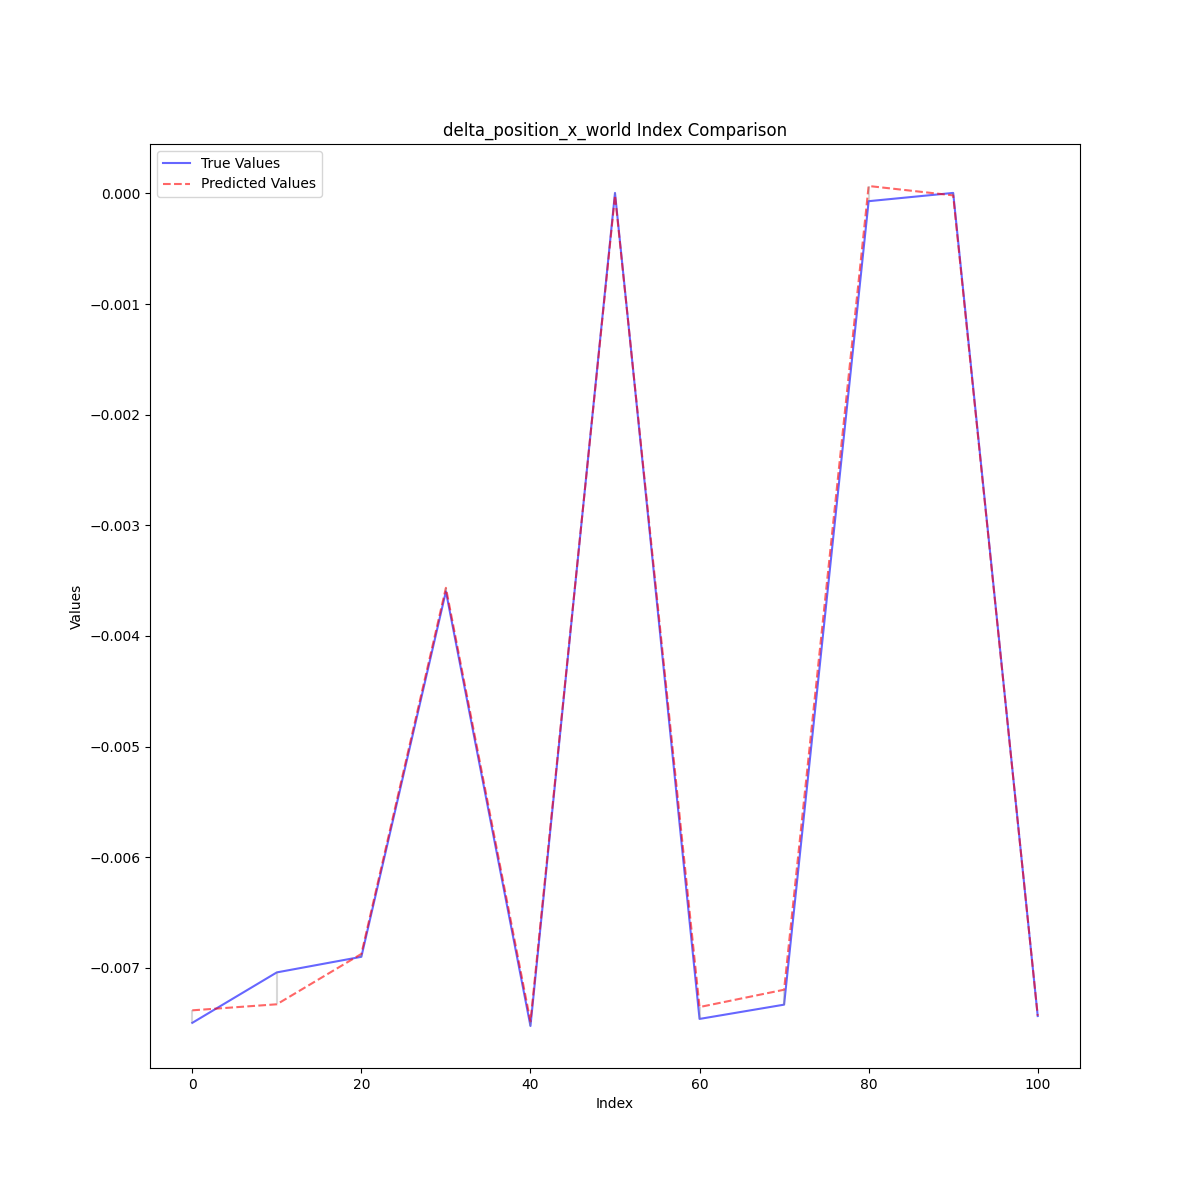 delta_position_x_world Index Comparison
True Values
Predicted Values
0.000
−0.001
−0.002
−0.003
−0.004
−0.005
−0.006
−0.007
Values
0 20 40 60 80 100
Index